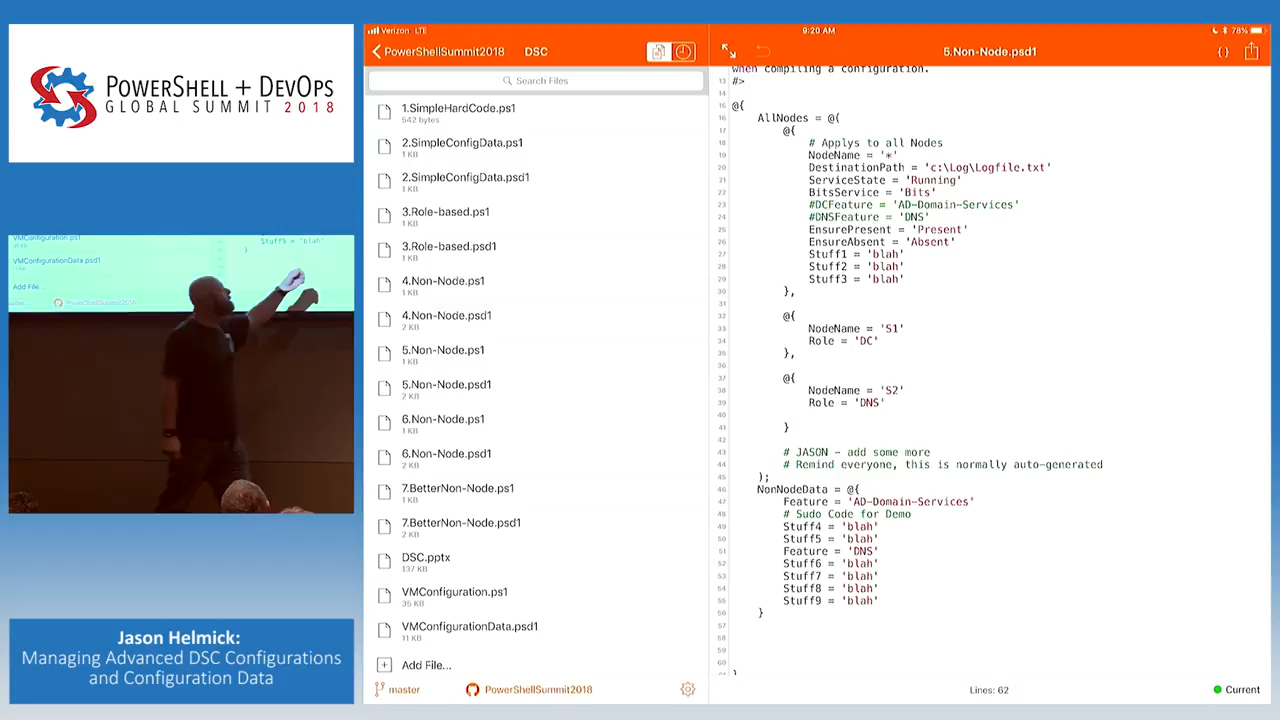 POWERSHELL + DEVOPS
GLOBAL SUMMIT 2018
VMConfiguration.ps1
VMConfigurationData.psd1
Add File...
PowerShellSummit2018
Stuff9 = 'blah'
}
Jason Helmick:
Managing Advanced DSC Configurations
and Configuration Data
Verizon LTE
PowerShellSummit2018
DSC
Search Files
1.SimpleHardCode.ps1
542 bytes
2.SimpleConfigData.ps1
1 KB
2.SimpleConfigData.psd1
1 KB
3.Role-based.ps1
1 KB
3.Role-based.psd1
1 KB
4.Non-Node.ps1
1 KB
4.Non-Node.psd1
2 KB
5.Non-Node.ps1
1 KB
5.Non-Node.psd1
2 KB
6.Non-Node.ps1
1 KB
6.Non-Node.psd1
2 KB
7.BetterNon-Node.ps1
1 KB
7.BetterNon-Node.psd1
2 KB
DSC.pptx
137 KB
VMConfiguration.ps1
35 KB
VMConfigurationData.psd1
11 KB
Add File...
master
PowerShellSummit2018
9:20 AM
78%
5.Non-Node.psd1
{ }
when compiling a configuration.
13 #>
14
15 @{
16 AllNodes = @(
17 @{
18 # Applys to all Nodes
19 NodeName = '*'
20 DestinationPath = 'c:\Log\Logfile.txt'
21 ServiceState = 'Running'
22 BitsService = 'Bits'
23 #DCFeature = 'AD-Domain-Services'
24 #DNSFeature = 'DNS'
25 EnsurePresent = 'Present'
26 EnsureAbsent = 'Absent'
27 Stuff1 = 'blah'
28 Stuff2 = 'blah'
29 Stuff3 = 'blah'
30 },
31
32 @{
33 NodeName = 'S1'
34 Role = 'DC'
35 },
36
37 @{
38 NodeName = 'S2'
39 Role = 'DNS'
40
41 }
42
43 # JASON - add some more
44 # Remind everyone, this is normally auto-generated
45 );
46 NonNodeData = @{
47 Feature = 'AD-Domain-Services'
48 # Sudo Code for Demo
49 Stuff4 = 'blah'
50 Stuff5 = 'blah'
51 Feature = 'DNS'
52 Stuff6 = 'blah'
53 Stuff7 = 'blah'
54 Stuff8 = 'blah'
55 Stuff9 = 'blah'
56 }
57
58
59
60
61 }
Lines: 62
Current